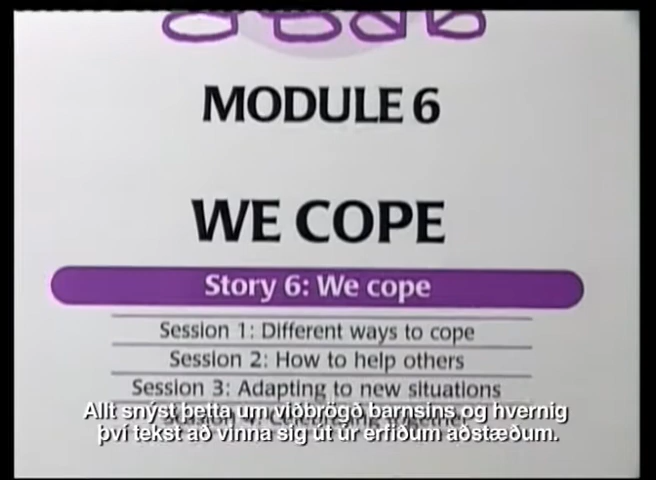 MODULE 6
WE COPE
Story 6: We cope
Session 1: Different ways to cope
Session 2: How to help others
Session 3: Adapting to new situations
Allt snýst þetta um viðbrögð barnsins og hvernig
því tekst að vinna sig út úr erfiðum aðstæðum.